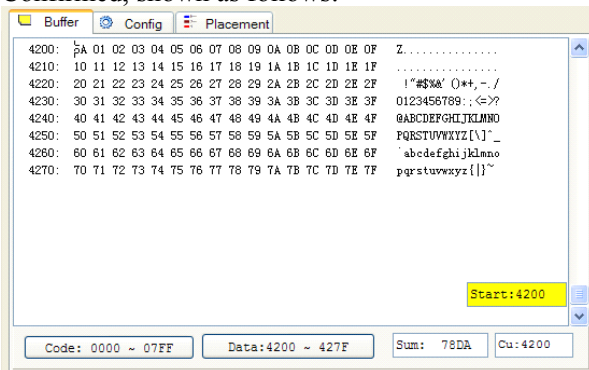 Confirmed, shown as follows:
Buffer Config Placement
4200: 5A 01 02 03 04 05 06 07 08 09 0A 0B 0C 0D 0E 0F Z...............
4210: 10 11 12 13 14 15 16 17 18 19 1A 1B 1C 1D 1E 1F ................
4220: 20 21 22 23 24 25 26 27 28 29 2A 2B 2C 2D 2E 2F !"#$%&' ()*+,-./
4230: 30 31 32 33 34 35 36 37 38 39 3A 3B 3C 3D 3E 3F 0123456789:;<=>?
4240: 40 41 42 43 44 45 46 47 48 49 4A 4B 4C 4D 4E 4F @ABCDEFGHIJKLMNO
4250: 50 51 52 53 54 55 56 57 58 59 5A 5B 5C 5D 5E 5F PQRSTUVWXYZ[\]^_
4260: 60 61 62 63 64 65 66 67 68 69 6A 6B 6C 6D 6E 6F `abcdefghijklmno
4270: 70 71 72 73 74 75 76 77 78 79 7A 7B 7C 7D 7E 7F pqrstuvwxyz{|}~
Start:4200
Code: 0000 ~ 07FF Data:4200 ~ 427F Sum: 78DA Cu:4200